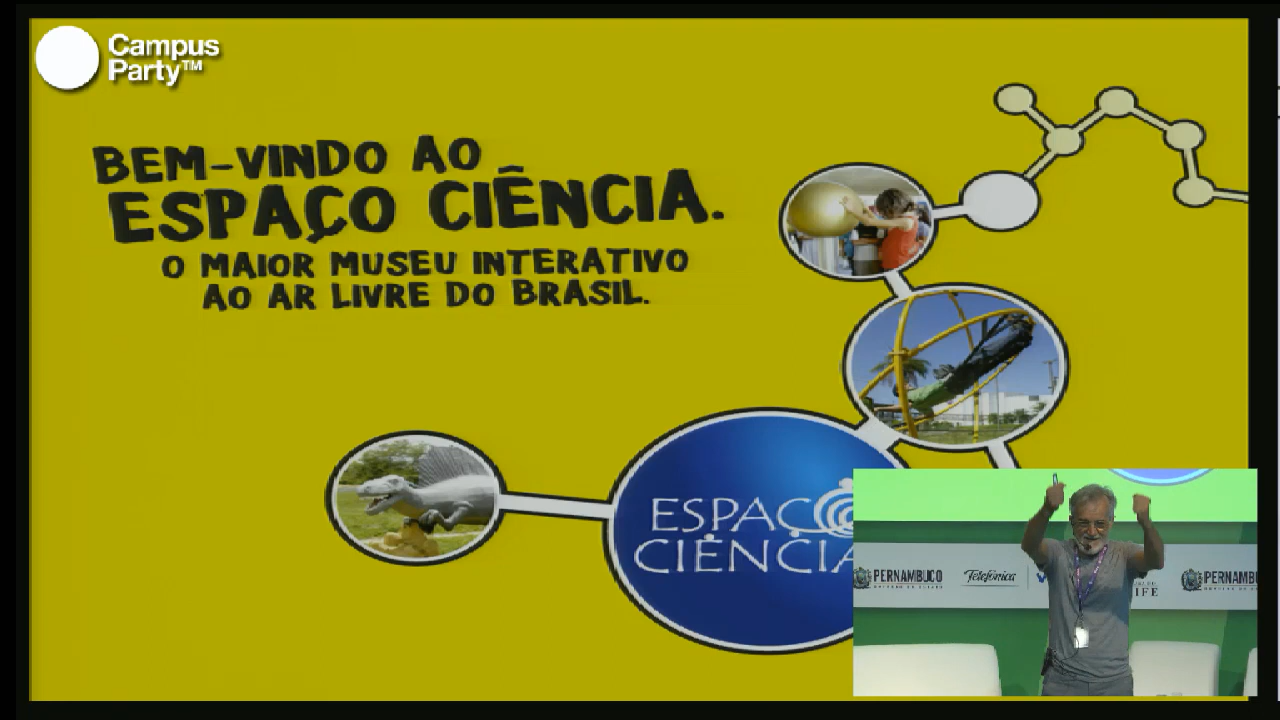 Campus
Party™
BEM-VINDO AO
ESPAÇO CIÊNCIA.
O MAIOR MUSEU INTERATIVO
AO AR LIVRE DO BRASIL.
ESPAÇO
CIÊNCIA
PERNAMBUCO
Telefónica
IFE
PERNAMBU